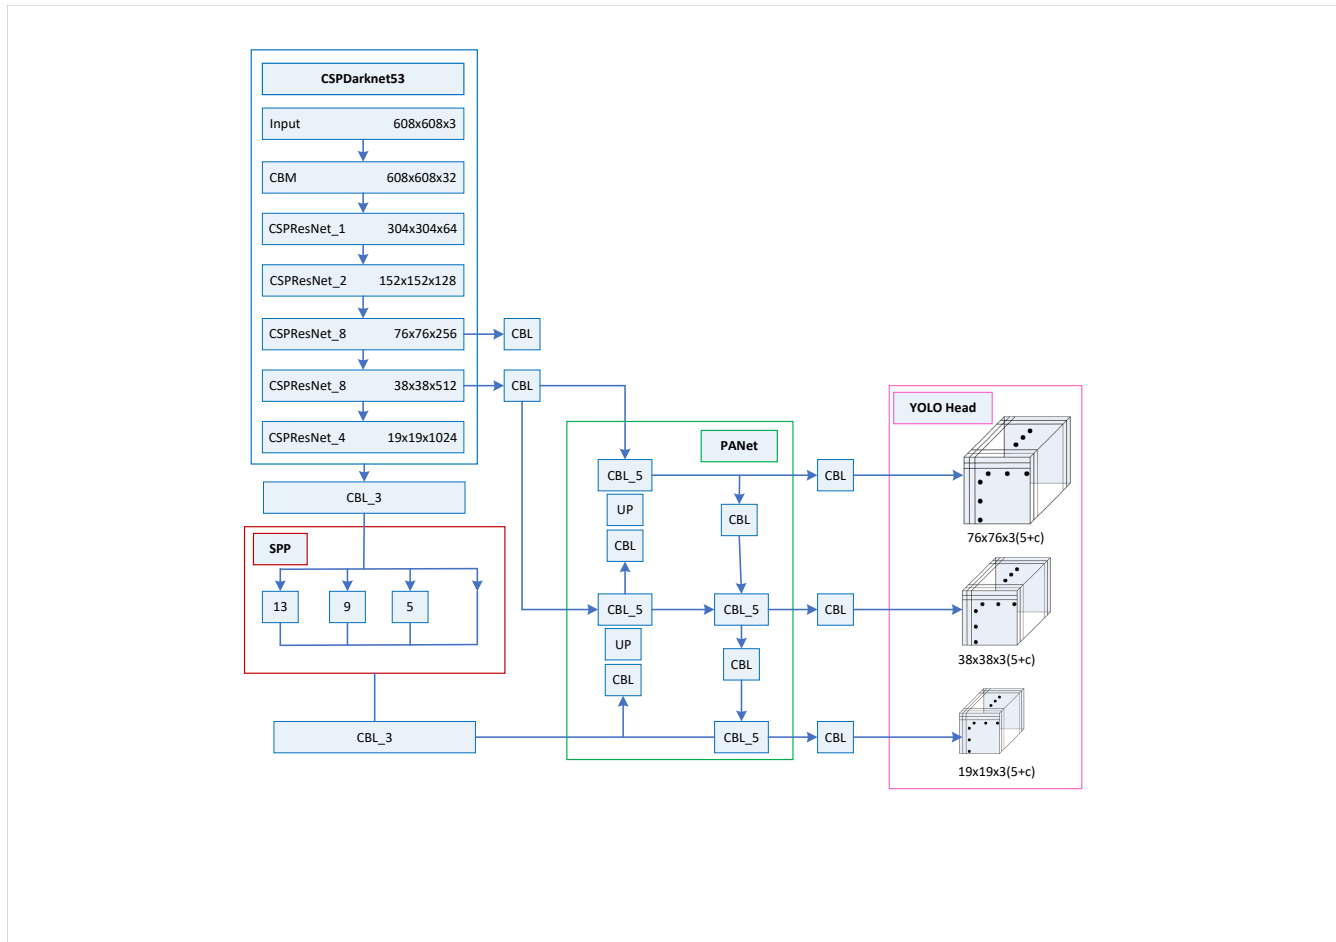 CSPDarknet53
Input 608x608x3
CBM 608x608x32
CSPResNet_1 304x304x64
CSPResNet_2 152x152x128
CSPResNet_8 76x76x256
CBL
CSPResNet_8 38x38x512
CBL
CSPResNet_4 19x19x1024
CBL_3
SPP
13 9 5
CBL_3
PANet
CBL_5
UP
CBL
CBL
CBL_5
CBL_5
UP
CBL
CBL
CBL_5
CBL
CBL
CBL
YOLO Head
76x76x3(5+c)
38x38x3(5+c)
19x19x3(5+c)